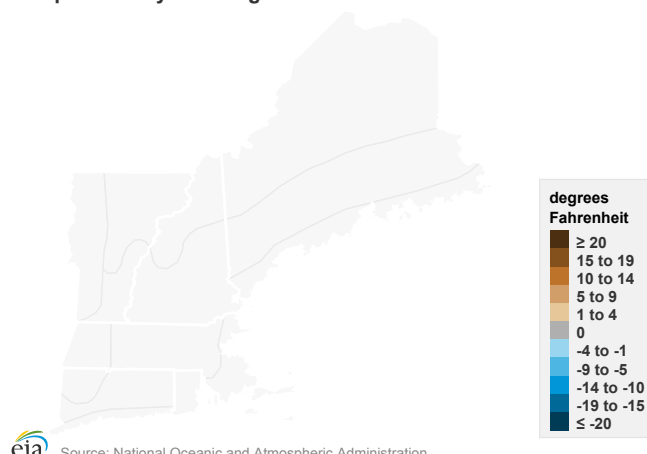 degrees
Fahrenheit
≥ 20
15 to 19
10 to 14
5 to 9
1 to 4
0
-4 to -1
-9 to -5
-14 to -10
-19 to -15
≤ -20
eia
Source: National Oceanic and Atmospheric Administration